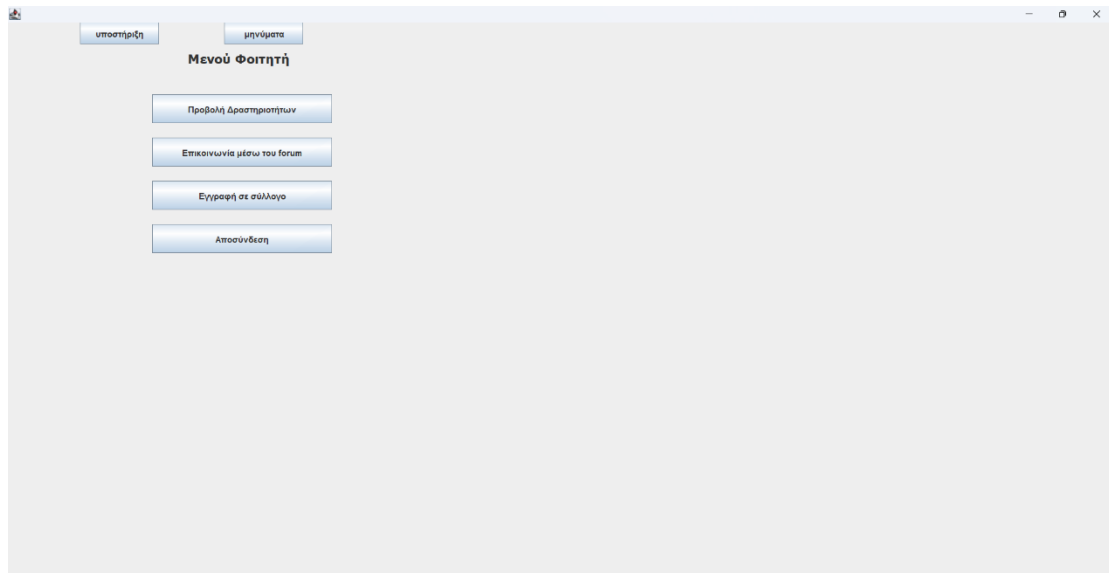 υποστήριξη μηνύματα
Μενού Φοιτητή
Προβολή Δραστηριοτήτων
Επικοινωνία μέσω του forum
Εγγραφή σε σύλλογο
Αποσύνδεση